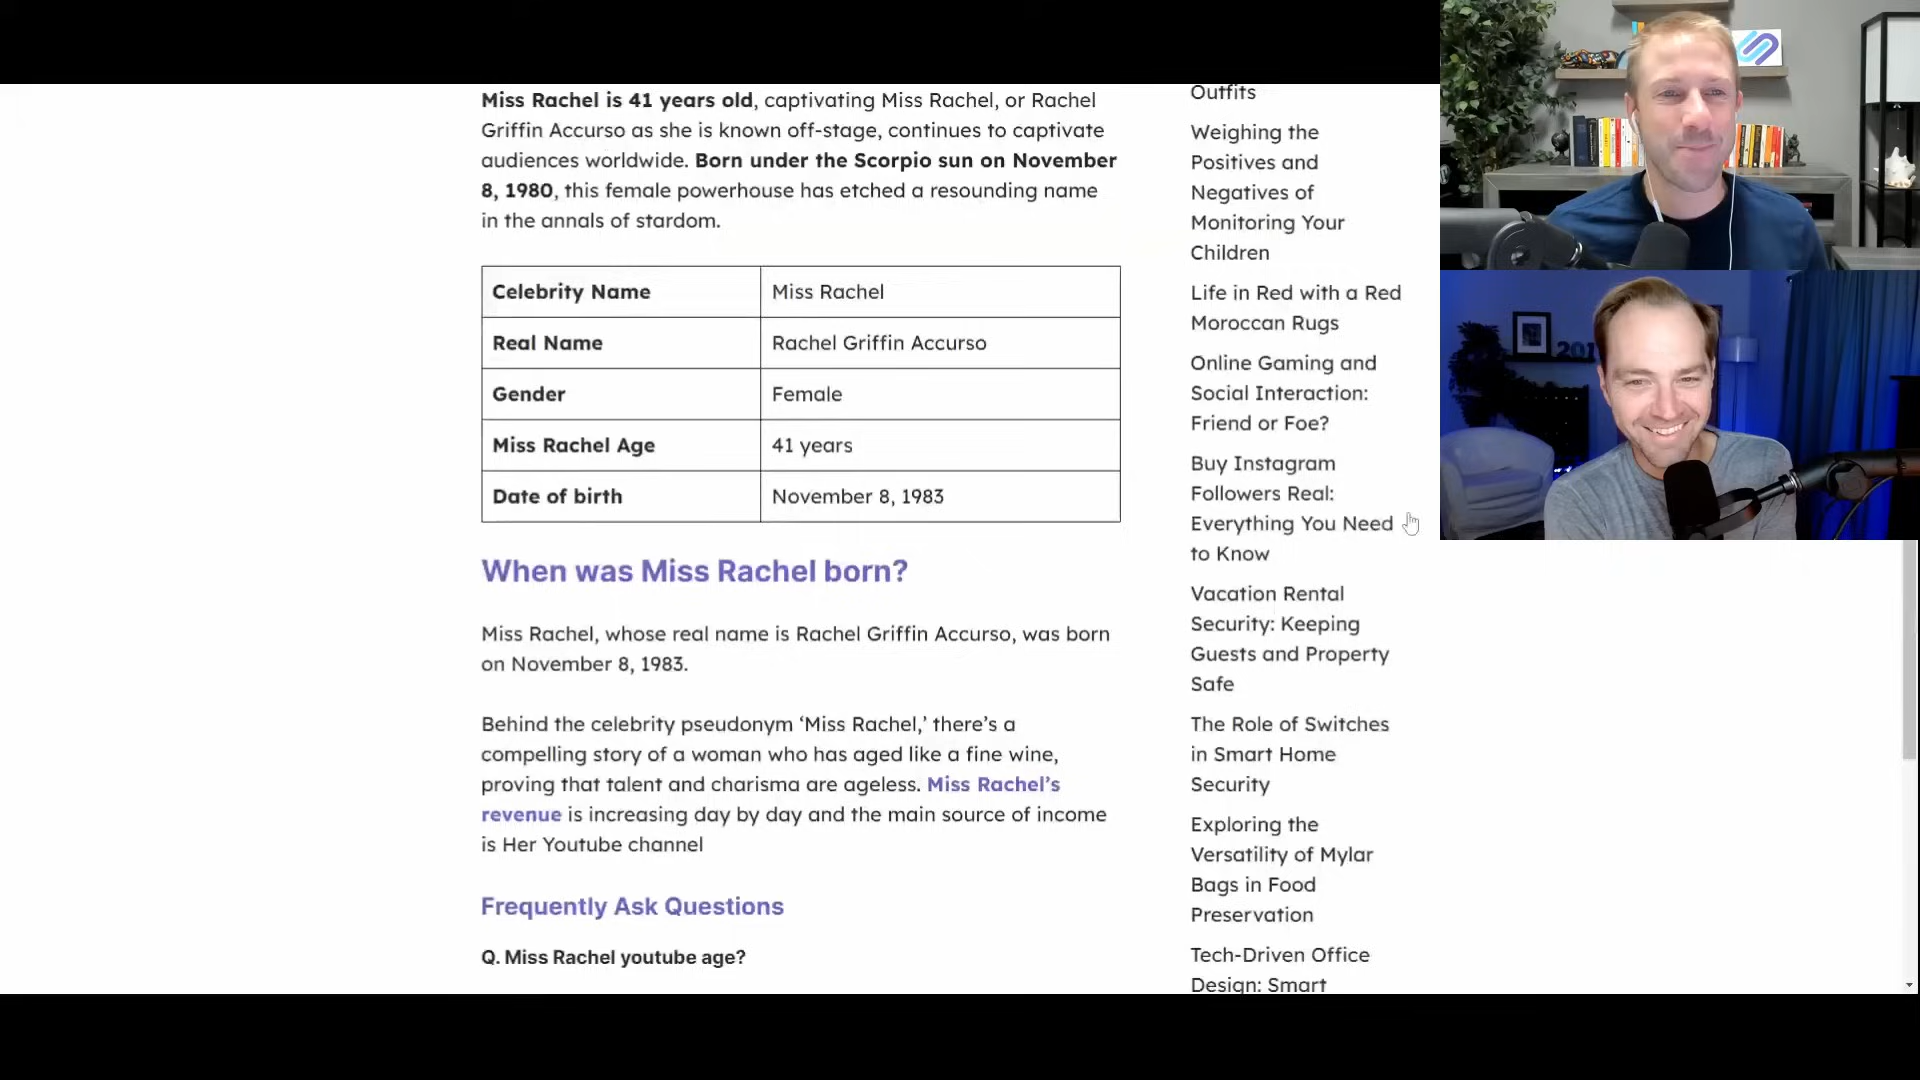 Miss Rachel is 41 years old, captivating Miss Rachel, or Rachel
Griffin Accurso as she is known off-stage, continues to captivate
audiences worldwide. Born under the Scorpio sun on November
8, 1980, this female powerhouse has etched a resounding name
in the annals of stardom.
Celebrity Name Miss Rachel
Real Name Rachel Griffin Accurso
Gender Female
Miss Rachel Age 41 years
Date of birth November 8, 1983
When was Miss Rachel born?
Miss Rachel, whose real name is Rachel Griffin Accurso, was born
on November 8, 1983.
Behind the celebrity pseudonym ‘Miss Rachel,’ there’s a
compelling story of a woman who has aged like a fine wine,
proving that talent and charisma are ageless. Miss Rachel’s
revenue is increasing day by day and the main source of income
is Her Youtube channel
Frequently Ask Questions
Q. Miss Rachel youtube age?
Outfits
Weighing the
Positives and
Negatives of
Monitoring Your
Children
Life in Red with a Red
Moroccan Rugs
Online Gaming and
Social Interaction:
Friend or Foe?
Buy Instagram
Followers Real:
Everything You Need
to Know
Vacation Rental
Security: Keeping
Guests and Property
Safe
The Role of Switches
in Smart Home
Security
Exploring the
Versatility of Mylar
Bags in Food
Preservation
Tech-Driven Office
Design: Smart